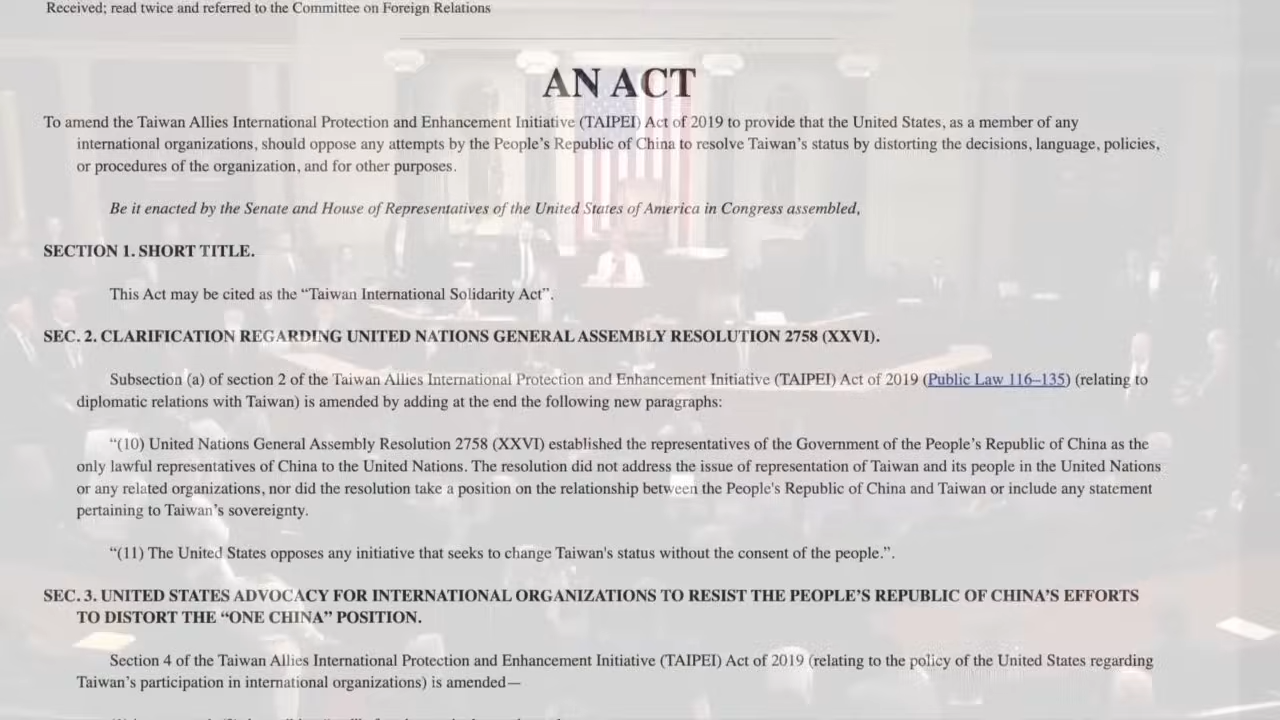 Received; read twice and referred to the Committee on Foreign Relations
AN ACT
To amend the Taiwan Allies International Protection and Enhancement Initiative (TAIPEI) Act of 2019 to provide that the United States, as a member of any
international organizations, should oppose any attempts by the People’s Republic of China to resolve Taiwan’s status by distorting the decisions, language, policies,
or procedures of the organization, and for other purposes.
Be it enacted by the Senate and House of Representatives of the United States of America in Congress assembled,
SECTION 1. SHORT TITLE.
This Act may be cited as the “Taiwan International Solidarity Act”.
SEC. 2. CLARIFICATION REGARDING UNITED NATIONS GENERAL ASSEMBLY RESOLUTION 2758 (XXVI).
Subsection (a) of section 2 of the Taiwan Allies International Protection and Enhancement Initiative (TAIPEI) Act of 2019 (Public Law 116–135) (relating to
diplomatic relations with Taiwan) is amended by adding at the end the following new paragraphs:
“(10) United Nations General Assembly Resolution 2758 (XXVI) established the representatives of the Government of the People’s Republic of China as the
only lawful representatives of China to the United Nations. The resolution did not address the issue of representation of Taiwan and its people in the United Nations
or any related organizations, nor did the resolution take a position on the relationship between the People's Republic of China and Taiwan or include any statement
pertaining to Taiwan’s sovereignty.
“(11) The United States opposes any initiative that seeks to change Taiwan's status without the consent of the people.”.
SEC. 3. UNITED STATES ADVOCACY FOR INTERNATIONAL ORGANIZATIONS TO RESIST THE PEOPLE’S REPUBLIC OF CHINA’S EFFORTS
TO DISTORT THE “ONE CHINA” POSITION.
Section 4 of the Taiwan Allies International Protection and Enhancement Initiative (TAIPEI) Act of 2019 (relating to the policy of the United States regarding
Taiwan’s participation in international organizations) is amended—